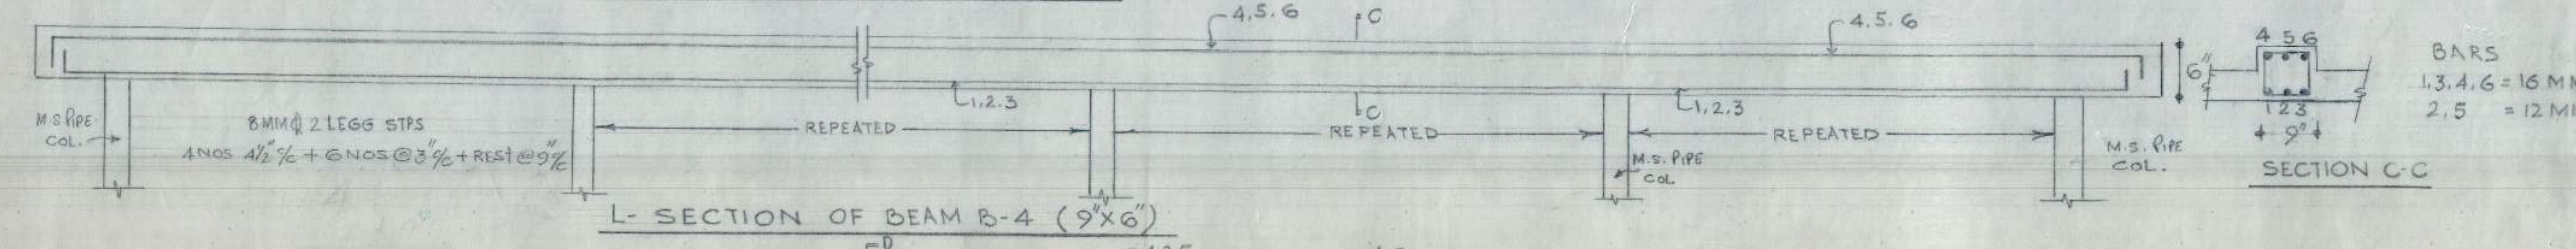 4,5.6
C
4.5.6
1,2.3
C
1,2.3
M S PIPE
COL.
8MMφ 2 LEGG STPS
4NOS 4½" C/C + 6NOS @ 3" C/C + REST @ 9" C/C
REPEATED
REPEATED
REPEATED
M.S. PIPE
COL
M.S. PIPE
COL.
6"
4 5 6
1 2 3
9"
SECTION C-C
BARS
1,3,4,6 = 16 MM
2,5 = 12 MM
L- SECTION OF BEAM B-4 (9"X6")
D